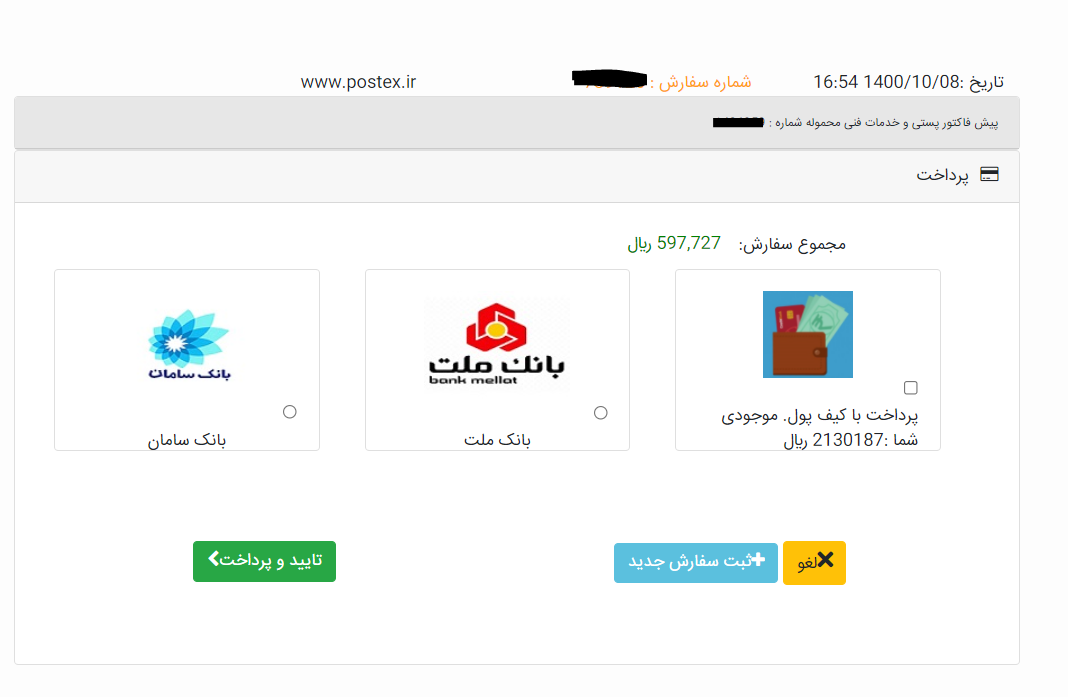 تاریخ :1400/10/08 16:54
شماره سفارش :
www.postex.ir
پیش فاکتور پستی و خدمات فنی محموله شماره :
پرداخت
مجموع سفارش: 597,727 ریال
پرداخت با کیف پول. موجودی
شما :2130187 ریال
بانک ملت
bank mellat
بانک ملت
بانک سامان
بانک سامان
لغو
ثبت سفارش جدید
تایید و پرداخت